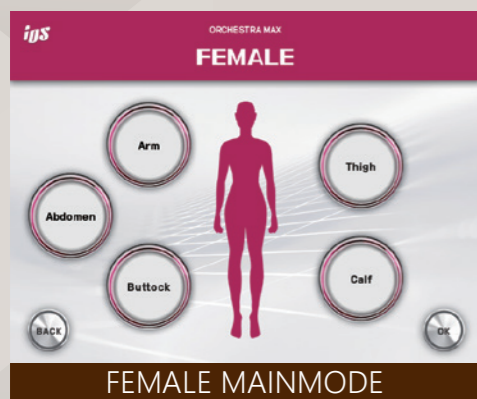 ios
ORCHESTRA MAX
FEMALE
Arm
Thigh
Abdomen
Buttock
Calf
BACK
OK
FEMALE MAINMODE